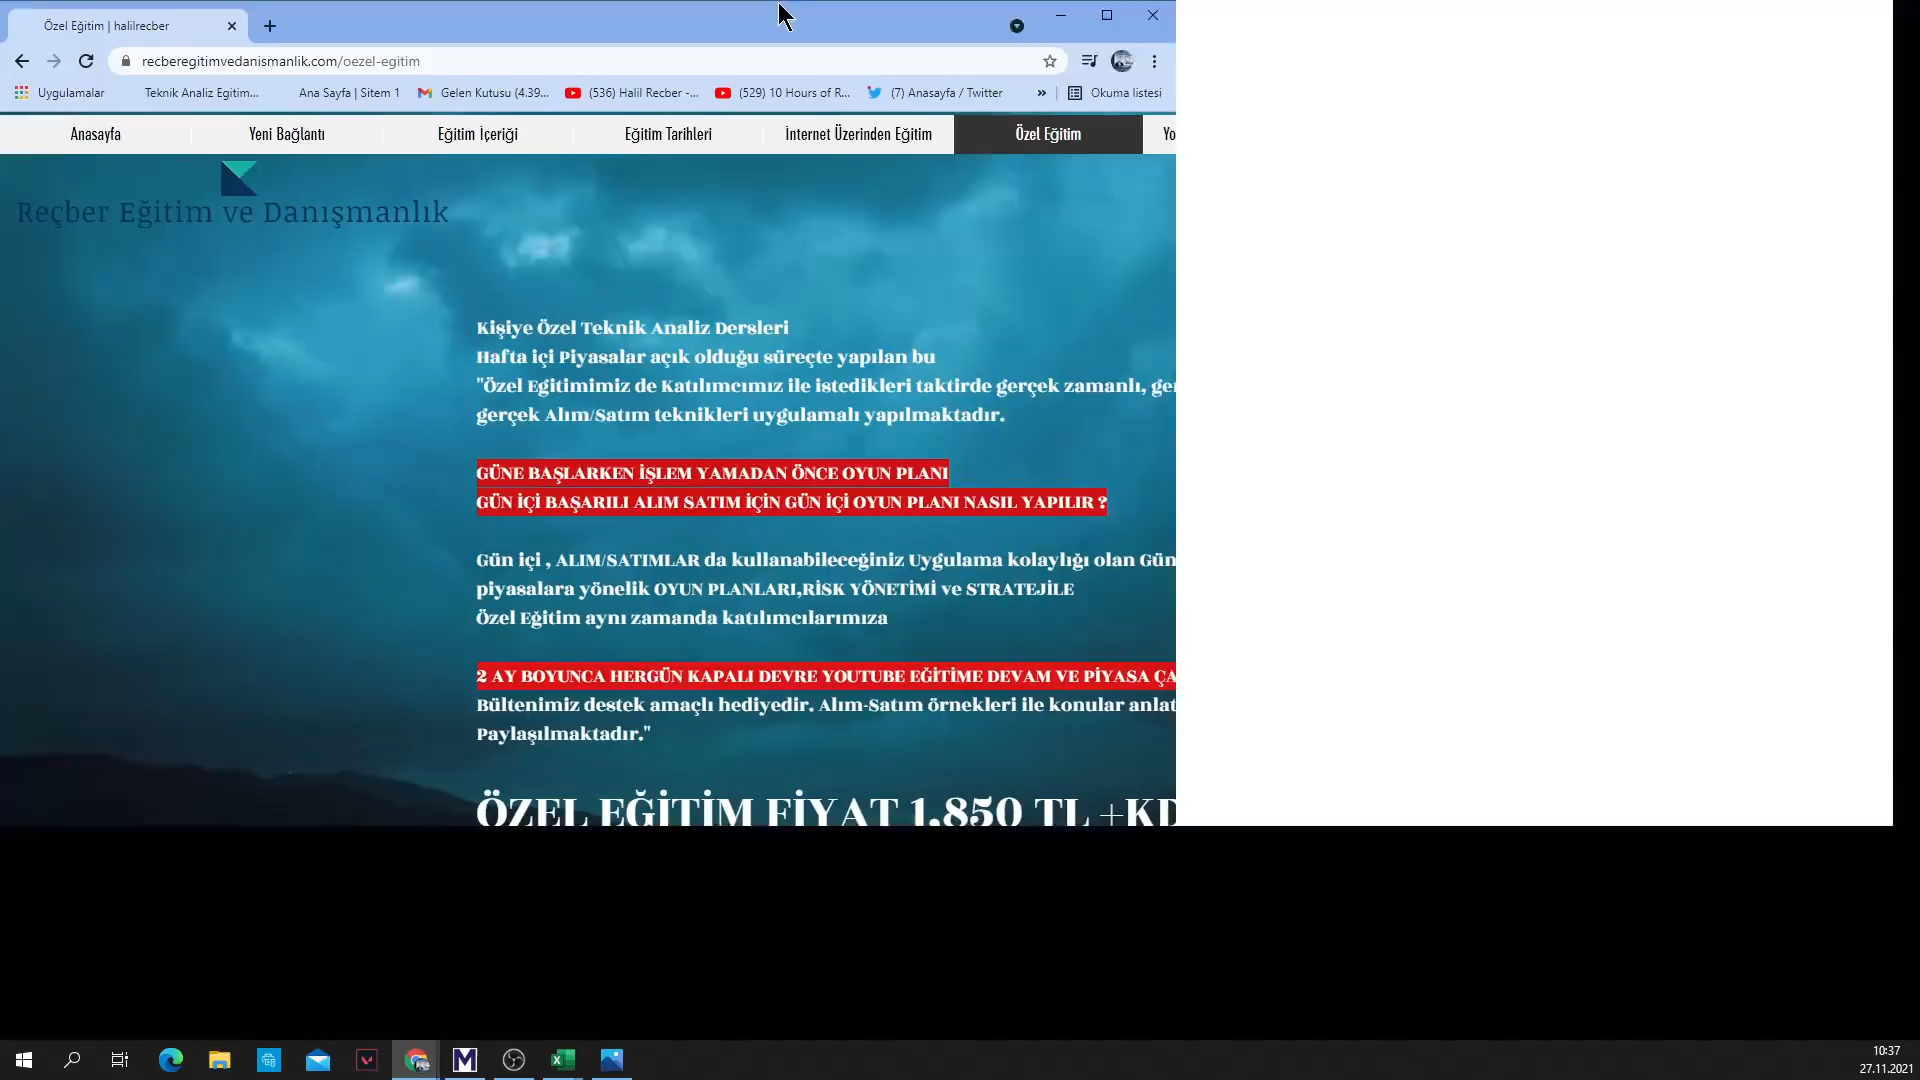 Özel Eğitim | halilrecber
recberegitimvedanismanlik.com/oezel-egitim
Uygulamalar Teknik Analiz Egitim... Ana Sayfa | Sitem 1 Gelen Kutusu (4.39... (536) Halil Recber -... (529) 10 Hours of R... (7) Anasayfa / Twitter » Okuma listesi
Anasayfa Yeni Bağlantı Eğitim İçeriği Eğitim Tarihleri İnternet Üzerinden Eğitim Özel Eğitim Yo
Reçber Eğitim ve Danışmanlık
Kişiye Özel Teknik Analiz Dersleri
Hafta içi Piyasalar açık olduğu süreçte yapılan bu
"Özel Egitimimiz de Katılımcımız ile istedikleri taktirde gerçek zamanlı, ger
gerçek Alım/Satım teknikleri uygulamalı yapılmaktadır.
GÜNE BAŞLARKEN İŞLEM YAMADAN ÖNCE OYUN PLANI
GÜN İÇİ BAŞARILI ALIM SATIM İÇİN GÜN İÇİ OYUN PLANI NASIL YAPILIR ?
Gün içi , ALIM/SATIMLAR da kullanabileceğiniz Uygulama kolaylığı olan Gün
piyasalara yönelik OYUN PLANLARI,RİSK YÖNETİMİ ve STRATEJİLE
Özel Eğitim aynı zamanda katılımcılarımıza
2 AY BOYUNCA HERGÜN KAPALI DEVRE YOUTUBE EĞİTİME DEVAM VE PİYASA ÇA
Bültenimiz destek amaçlı hediyedir. Alım-Satım örnekleri ile konular anlat
Paylaşılmaktadır."
ÖZEL EĞİTİM FİYAT 1.850 TL +KD
10:37
27.11.2021